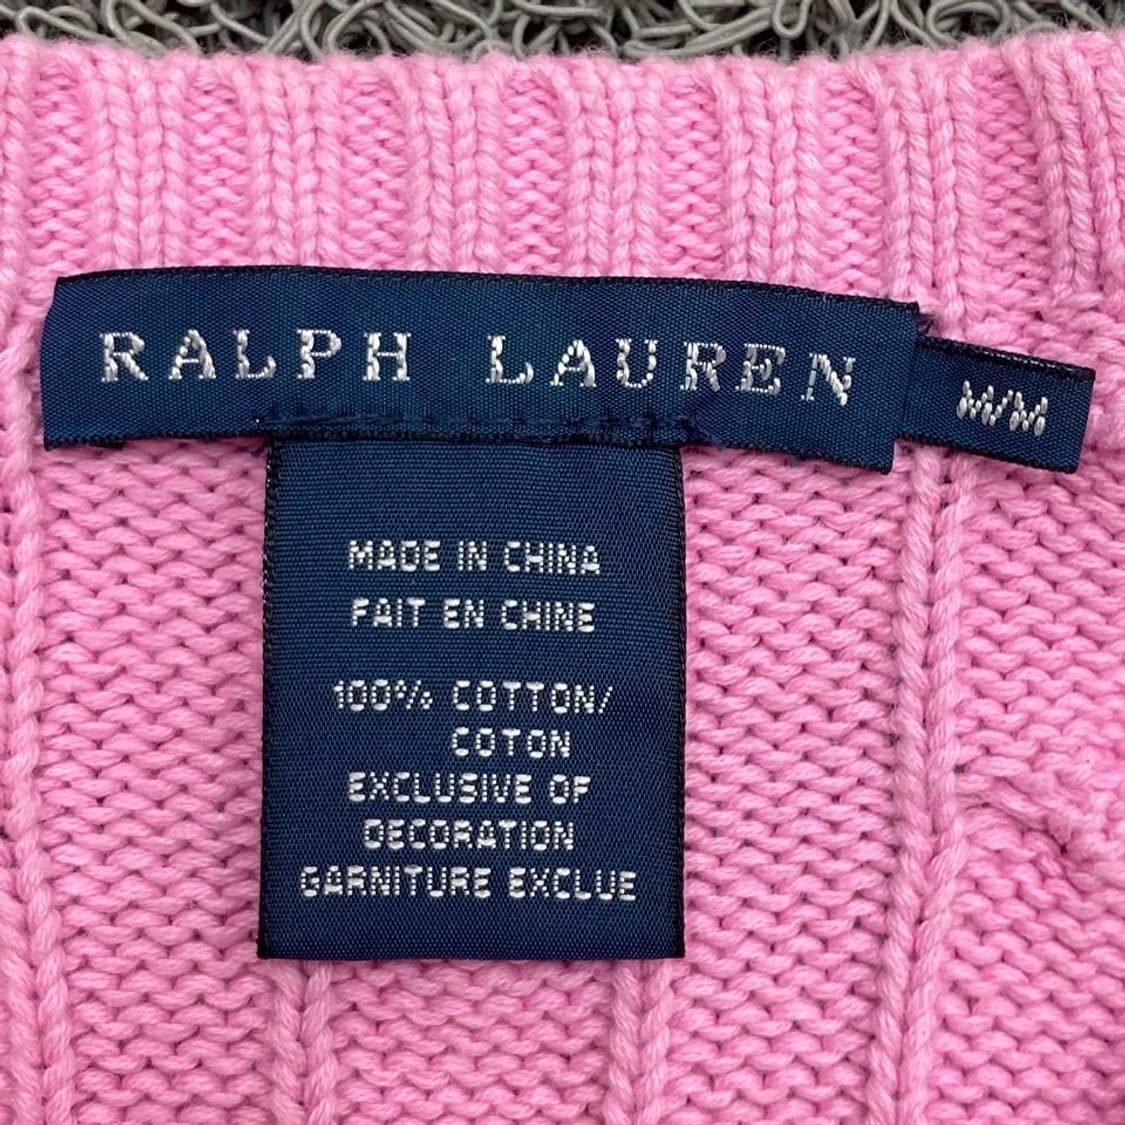 RALPH LAUREN
M/M
MADE IN CHINA
FAIT EN CHINE
100% COTTON/
COTON
EXCLUSIVE OF
DECORATION
GARNITURE EXCLUE